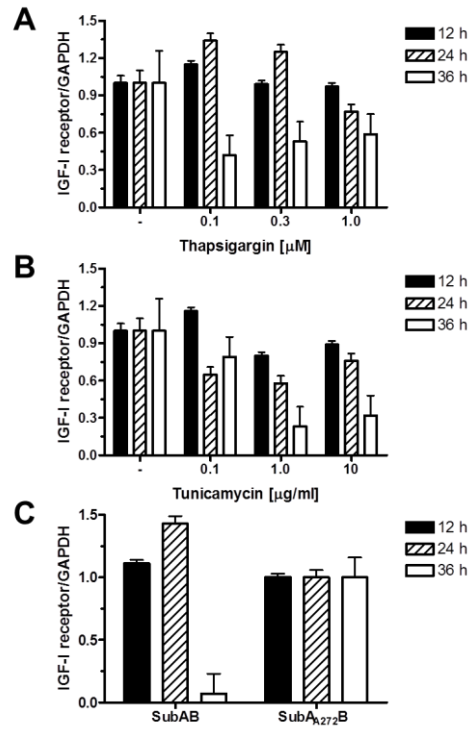 A
IGF-I receptor/GAPDH
1.5
1.2
0.9
0.6
0.3
0.0
- 0.1 0.3 1.0
Thapsigargin [µM]
12 h
24 h
36 h
B
IGF-I receptor/GAPDH
1.5
1.2
0.9
0.6
0.3
0.0
- 0.1 1.0 10
Tunicamycin [µg/ml]
12 h
24 h
36 h
C
IGF-I receptor/GAPDH
1.5
1.0
0.5
0.0
SubAB SubA_A272B
12 h
24 h
36 h